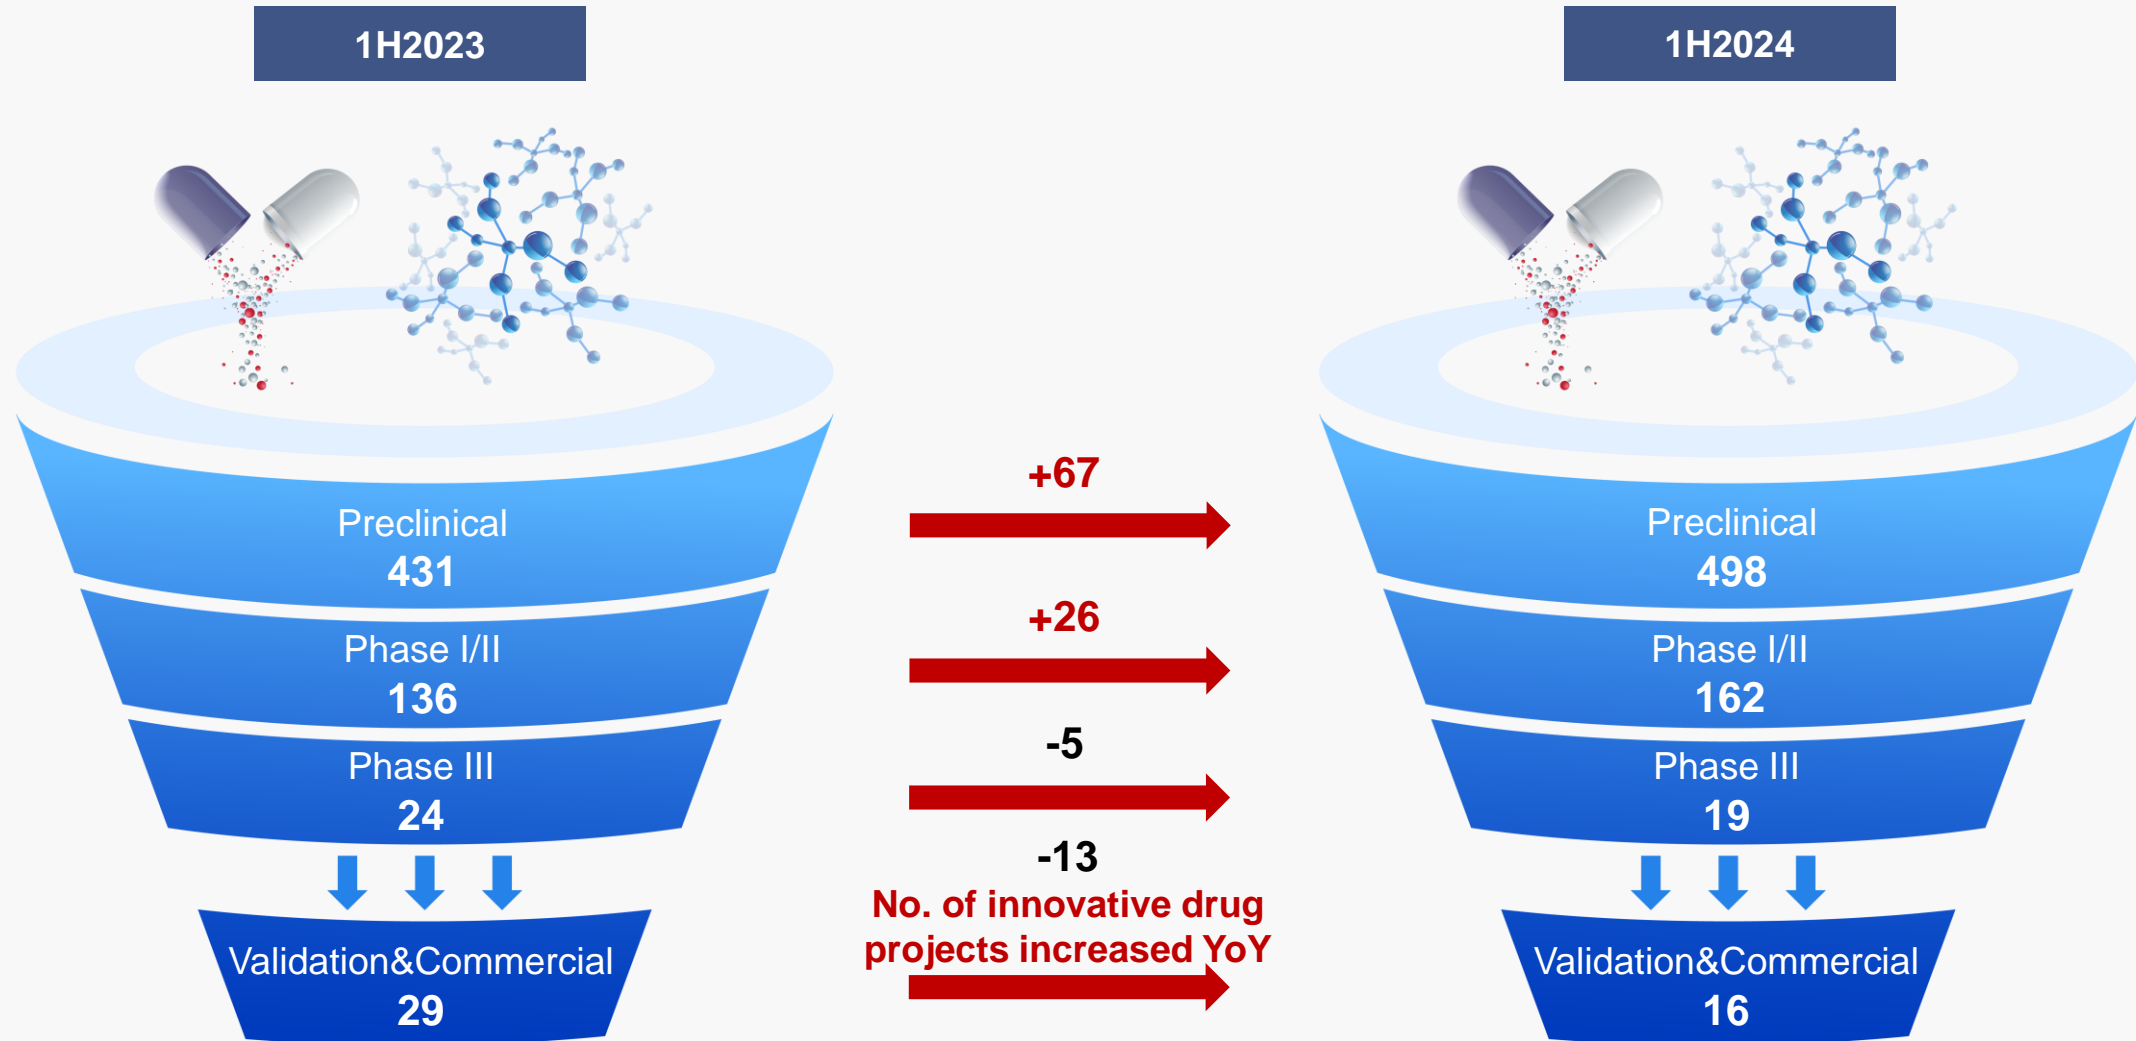 1H2023
1H2024
Preclinical
431
+67
Preclinical
498
Phase I/II
136
+26
Phase I/II
162
Phase III
24
-5
Phase III
19
-13
No. of innovative drug
projects increased YoY
Validation&Commercial
29
Validation&Commercial
16